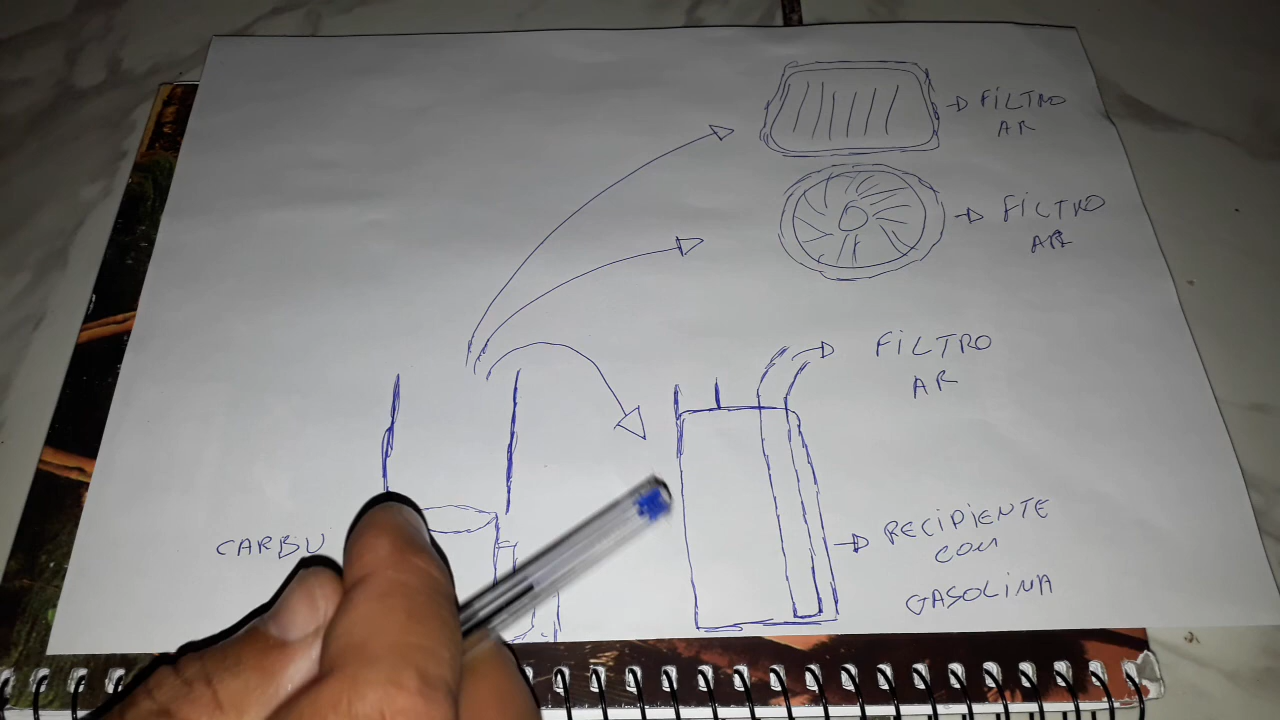 FILTRO
AR
FILTRO
AR
FILTRO
AR
CARBU
RECIPIENTE
COM
GASOLINA